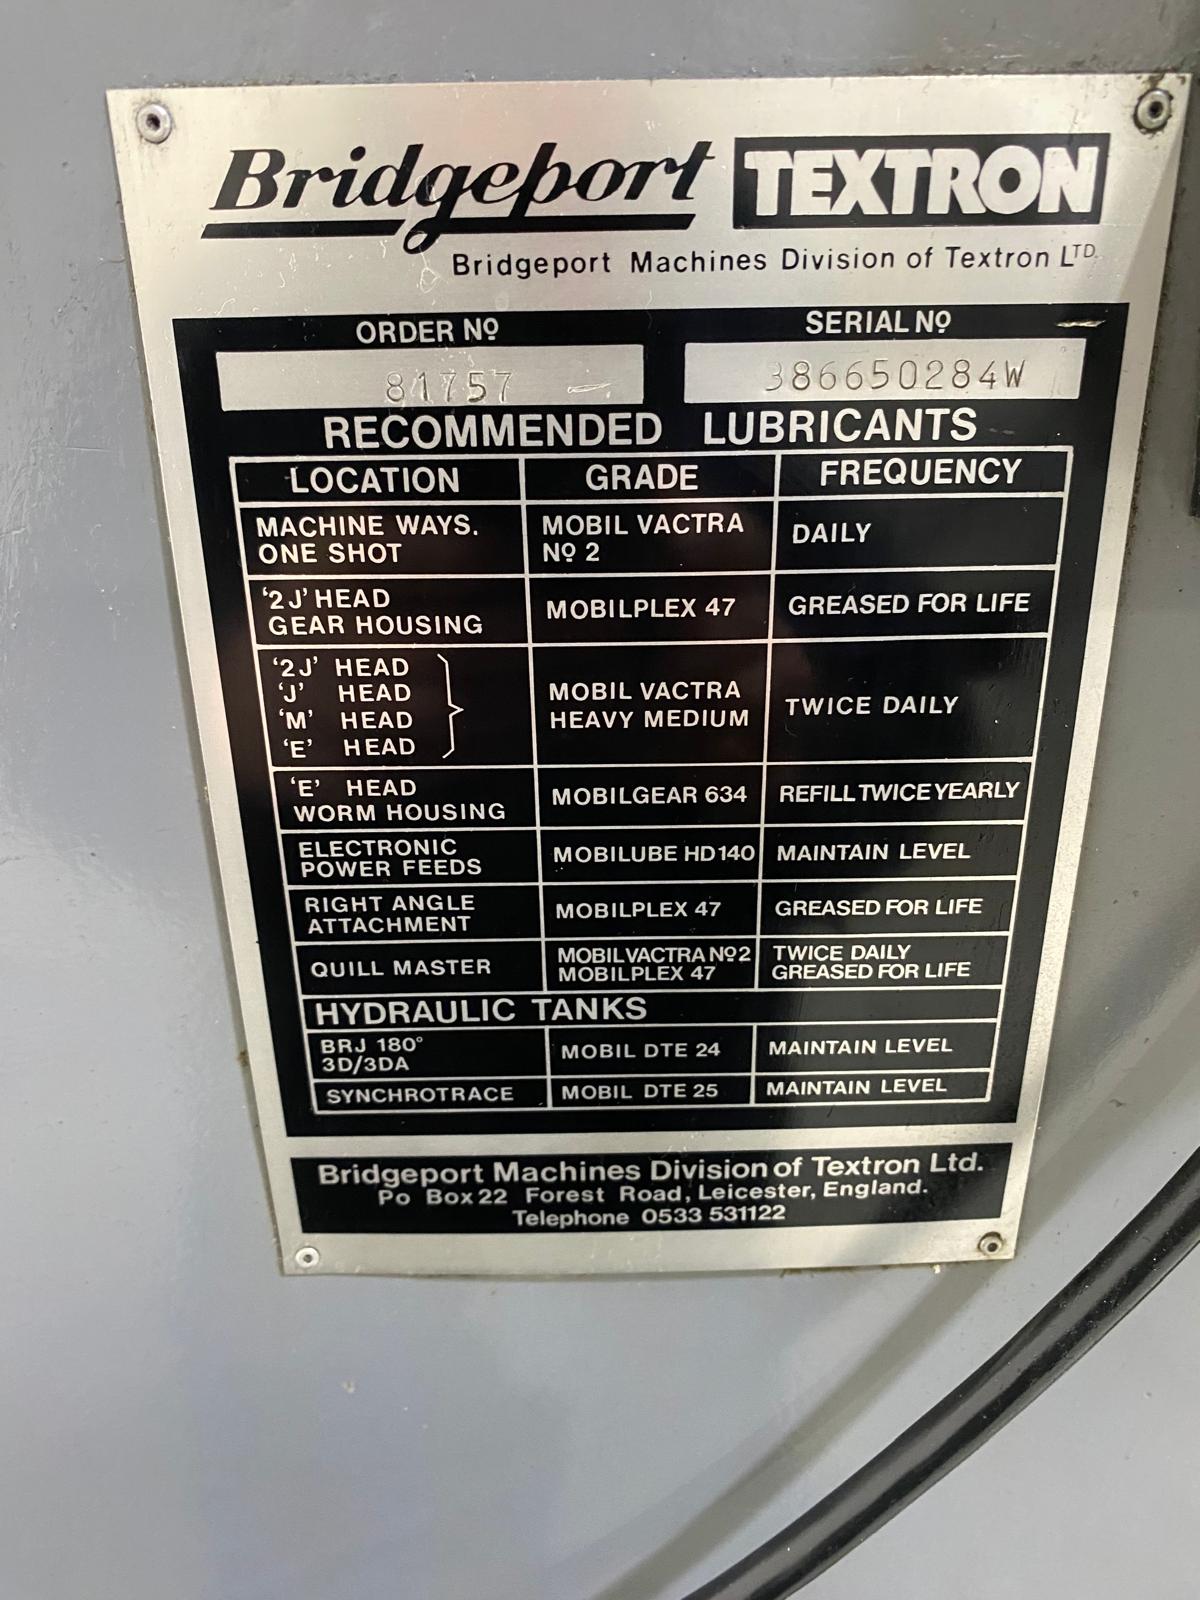 Bridgeport TEXTRON
Bridgeport Machines Division of Textron LTD.
ORDER Nº SERIAL Nº
81757 386650284W
RECOMMENDED LUBRICANTS
LOCATION GRADE FREQUENCY
MACHINE WAYS.
ONE SHOT
MOBIL VACTRA
Nº 2
DAILY
'2J' HEAD
GEAR HOUSING
MOBILPLEX 47
GREASED FOR LIFE
'2J' HEAD
'J' HEAD
'M' HEAD
'E' HEAD
MOBIL VACTRA
HEAVY MEDIUM
TWICE DAILY
'E' HEAD
WORM HOUSING
MOBILGEAR 634
REFILL TWICE YEARLY
ELECTRONIC
POWER FEEDS
MOBILUBE HD140
MAINTAIN LEVEL
RIGHT ANGLE
ATTACHMENT
MOBILPLEX 47
GREASED FOR LIFE
QUILL MASTER
MOBILVACTRA Nº2
MOBILPLEX 47
TWICE DAILY
GREASED FOR LIFE
HYDRAULIC TANKS
BRJ 180°
3D/3DA
MOBIL DTE 24
MAINTAIN LEVEL
SYNCHROTRACE
MOBIL DTE 25
MAINTAIN LEVEL
Bridgeport Machines Division of Textron Ltd.
Po Box 22 Forest Road, Leicester, England.
Telephone 0533 531122